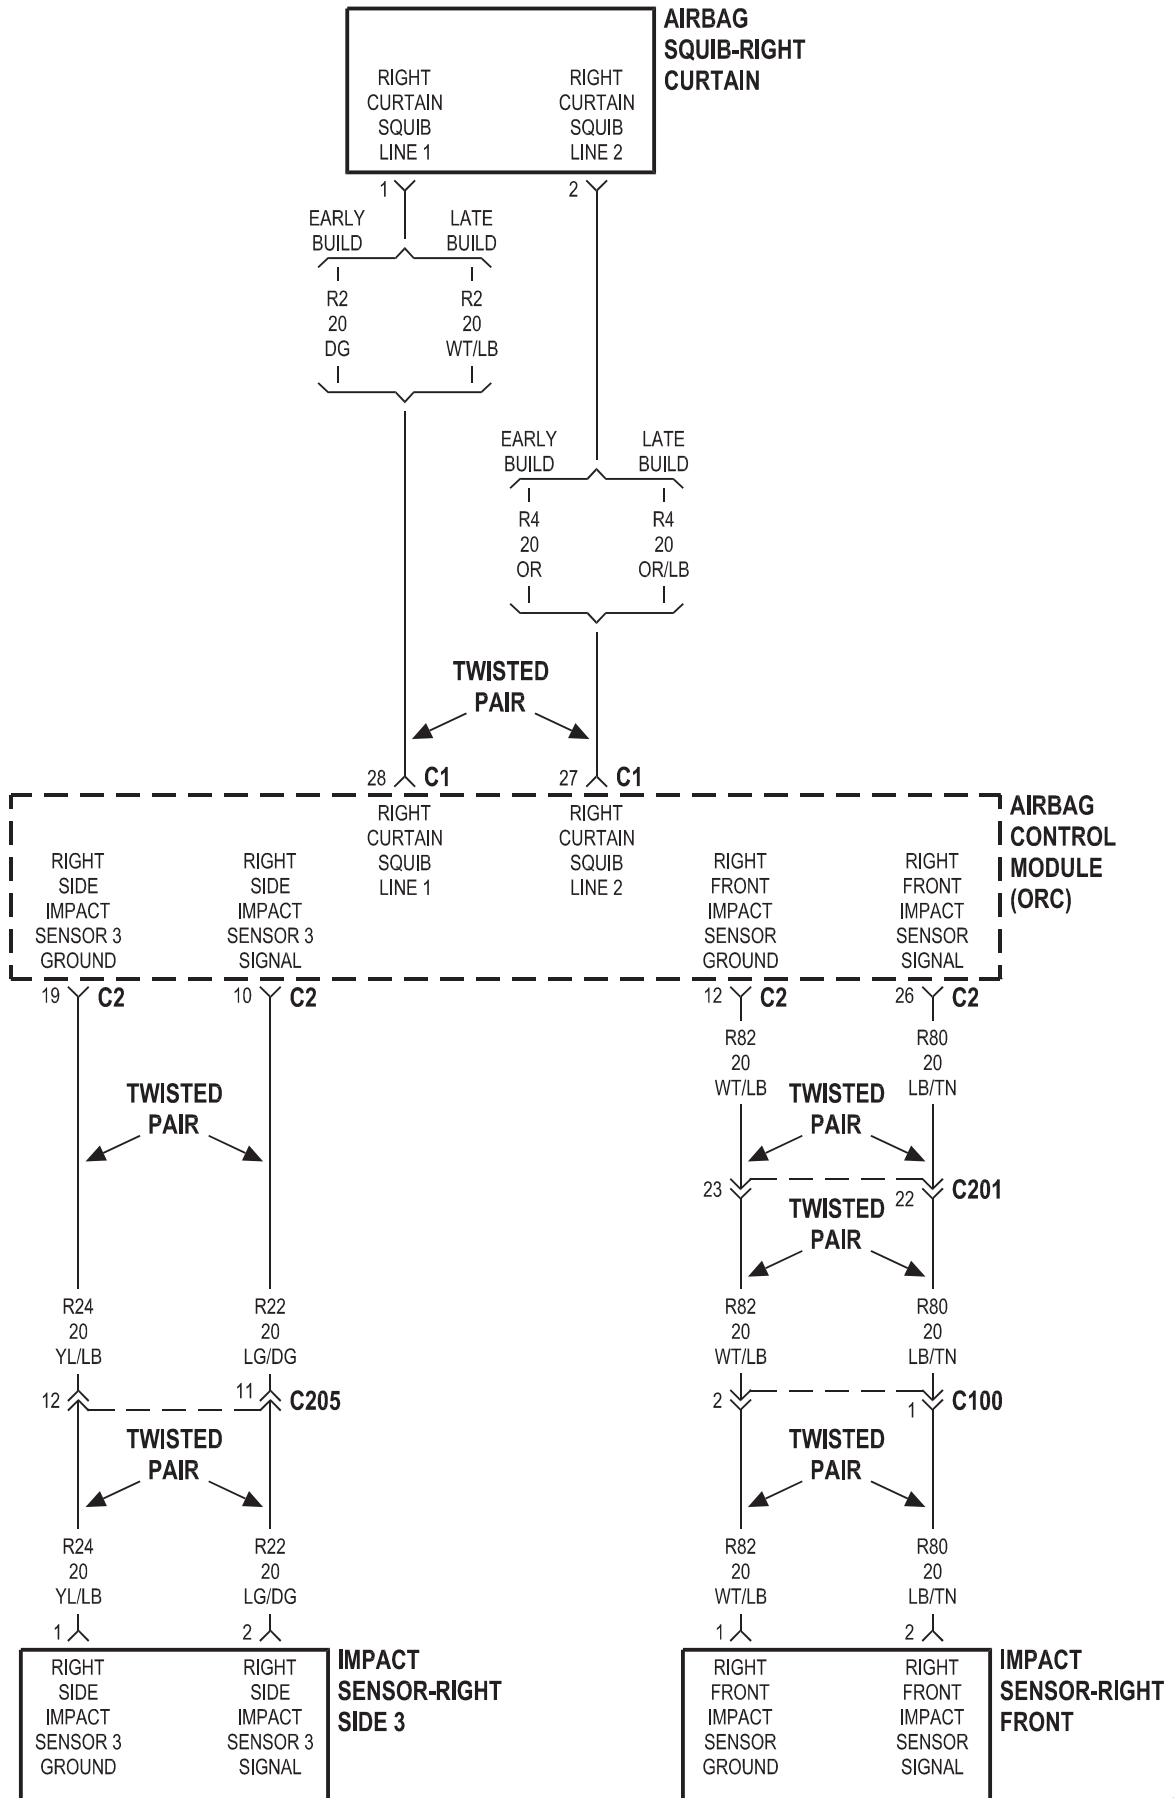 AIRBAG
SQUIB-RIGHT
CURTAIN
RIGHT
CURTAIN
SQUIB
LINE 1
RIGHT
CURTAIN
SQUIB
LINE 2
1
2
EARLY
BUILD
LATE
BUILD
R2
20
DG
R2
20
WT/LB
EARLY
BUILD
LATE
BUILD
R4
20
OR
R4
20
OR/LB
TWISTED
PAIR
28 C1
27 C1
AIRBAG
CONTROL
MODULE
(ORC)
RIGHT
CURTAIN
SQUIB
LINE 1
RIGHT
CURTAIN
SQUIB
LINE 2
RIGHT
SIDE
IMPACT
SENSOR 3
GROUND
RIGHT
SIDE
IMPACT
SENSOR 3
SIGNAL
RIGHT
FRONT
IMPACT
SENSOR
GROUND
RIGHT
FRONT
IMPACT
SENSOR
SIGNAL
19 C2
10 C2
12 C2
26 C2
R82
20
WT/LB
R80
20
LB/TN
TWISTED
PAIR
TWISTED
PAIR
23
22 C201
TWISTED
PAIR
R24
20
YL/LB
R22
20
LG/DG
R82
20
WT/LB
R80
20
LB/TN
12
11 C205
2
1 C100
TWISTED
PAIR
TWISTED
PAIR
R24
20
YL/LB
R22
20
LG/DG
R82
20
WT/LB
R80
20
LB/TN
1
2
1
2
RIGHT
SIDE
IMPACT
SENSOR 3
GROUND
RIGHT
SIDE
IMPACT
SENSOR 3
SIGNAL
IMPACT
SENSOR-RIGHT
SIDE 3
RIGHT
FRONT
IMPACT
SENSOR
GROUND
RIGHT
FRONT
IMPACT
SENSOR
SIGNAL
IMPACT
SENSOR-RIGHT
FRONT